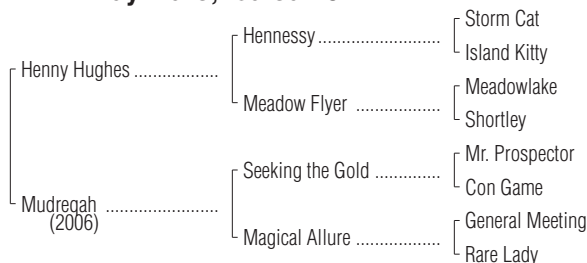 Hennessy
Storm Cat
Island Kitty
Henny Hughes
Meadow Flyer
Meadowlake
Shortley
Mudreqah
(2006)
Seeking the Gold
Mr. Prospector
Con Game
Magical Allure
General Meeting
Rare Lady